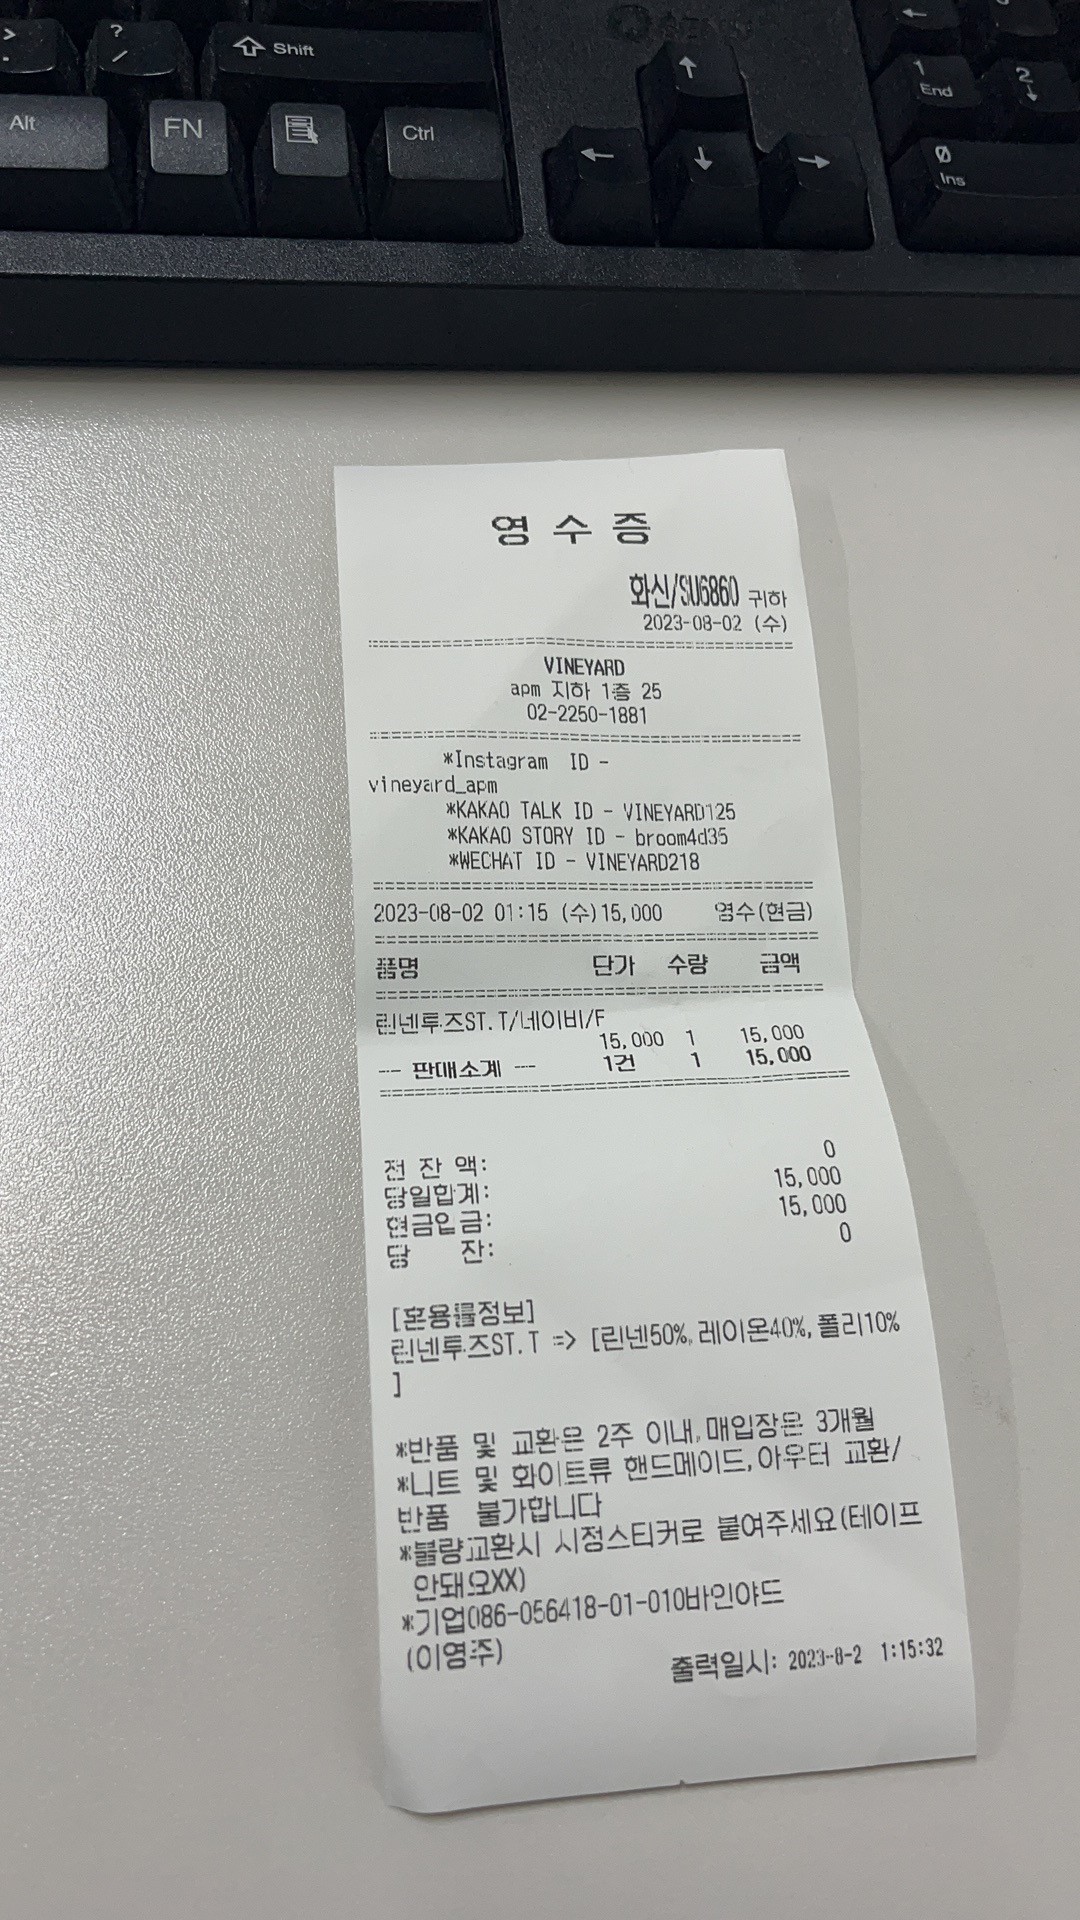 >
.
?
/
Shift
Alt
FN
Ctrl
1
End
2
0
Ins
영 수 증
화신/SU6860 귀하
2023-08-02 (수)
VINEYARD
apm 지하 1층 25
02-2250-1881
*Instagram ID -
vineyard_apm
*KAKAO TALK ID - VINEYARD125
*KAKAO STORY ID - broom4d35
*WECHAT ID - VINEYARD218
2023-08-02 01:15 (수) 15,000 영수(현금)
품명 단가 수량 금액
린넨투즈ST.T/네이비/F
15,000 1 15,000
-- 판매소계 -- 1건 1 15,000
전 잔 액: 0
당일합계: 15,000
현금입금: 15,000
당 잔: 0
[혼용률정보]
린넨투즈ST.T => [린넨50%,레이온40%,폴리10%
]
*반품 및 교환은 2주 이내,매입장은 3개월
*니트 및 화이트류 핸드메이드,아우터 교환/
반품 불가합니다
*불량교환시 시정스티커로 붙여주세요(테이프
안돼요XX)
*기업086-056418-01-010바인야드
(이영주)
출력일시: 2023-8-2 1:15:32